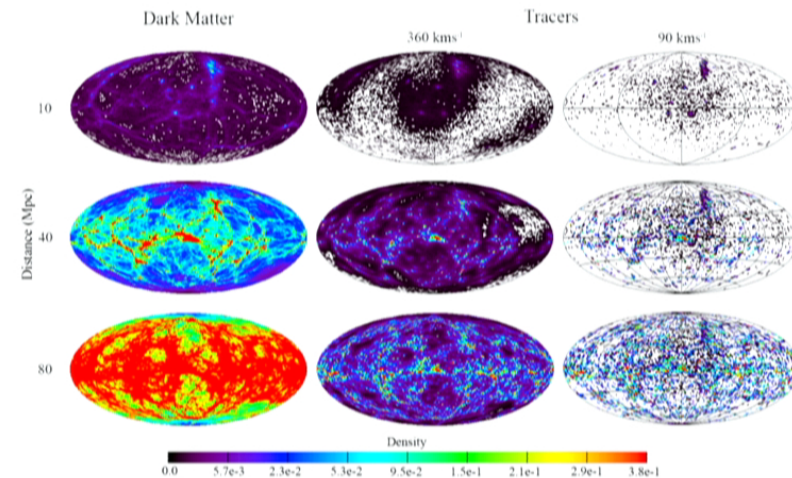 Dark Matter
Tracers
360 kms⁻¹
90 kms⁻¹
10
40
80
Distance (Mpc)
Density
0.0 5.7e-3 2.3e-2 5.3e-2 9.5e-2 1.5e-1 2.1e-1 2.9e-1 3.8e-1